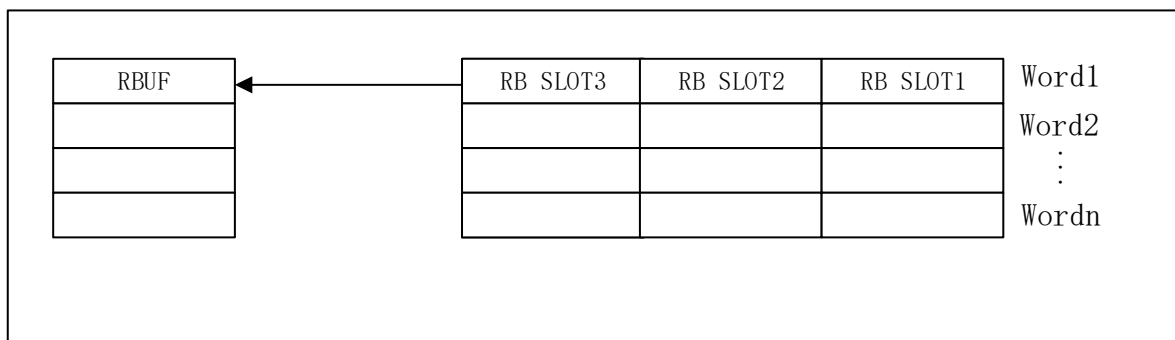 RBUF RB SLOT3 RB SLOT2 RB SLOT1 Word1
Word2
⋮
Wordn